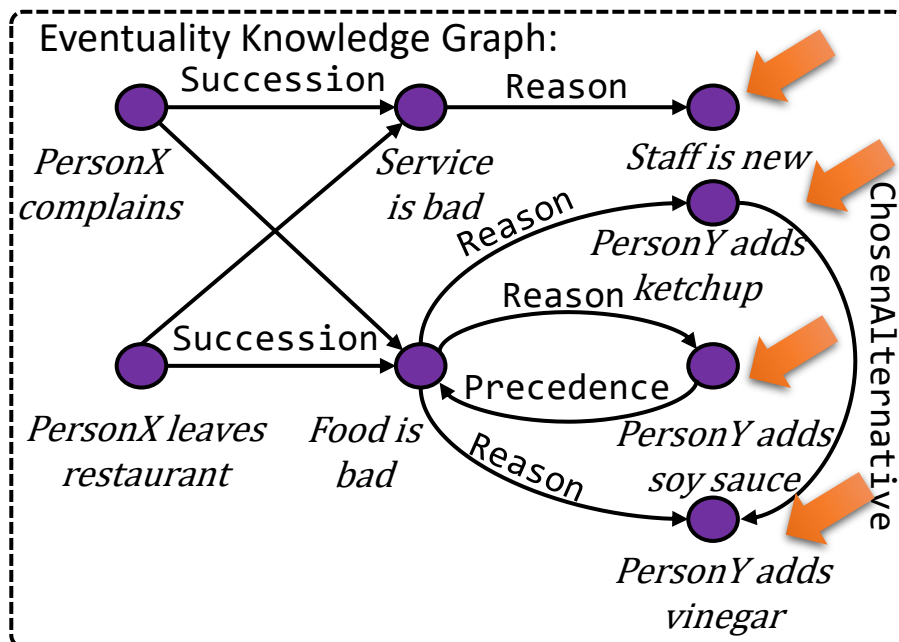 Eventuality Knowledge Graph:
Succession
Reason
PersonX
complains
Service
is bad
Staff is new
Reason
PersonY adds
ketchup
ChosenAlternative
Reason
Succession
Precedence
PersonX leaves
restaurant
Food is
bad
Reason
PersonY adds
soy sauce
PersonY adds
vinegar